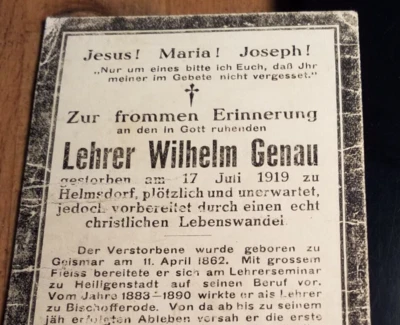 Jesus! Maria! Joseph!
„Nur um eines bitte ich Euch, daß Jhr
meiner im Gebete nicht vergesset."
†
Zur frommen Erinnerung
an den in Gott ruhenden
Lehrer Wilhelm Genau
gestorben am 17 Juli 1919 zu
Helmsdorf, plötzlich und unerwartet,
jedoch vorbereitet durch einen echt
christlichen Lebenswandel
Der Verstorbene wurde geboren zu
Geismar am 11. April 1862. Mit grossem
Fleiss bereitete er sich am Lehrerseminar
zu Heiligenstadt auf seinen Beruf vor.
Vom Jahre 1883-1890 wirkte er als Lehrer
zu Bischofferode. Von da ab bis zu seinem
jäh erfolgten Ableben versah er die erste